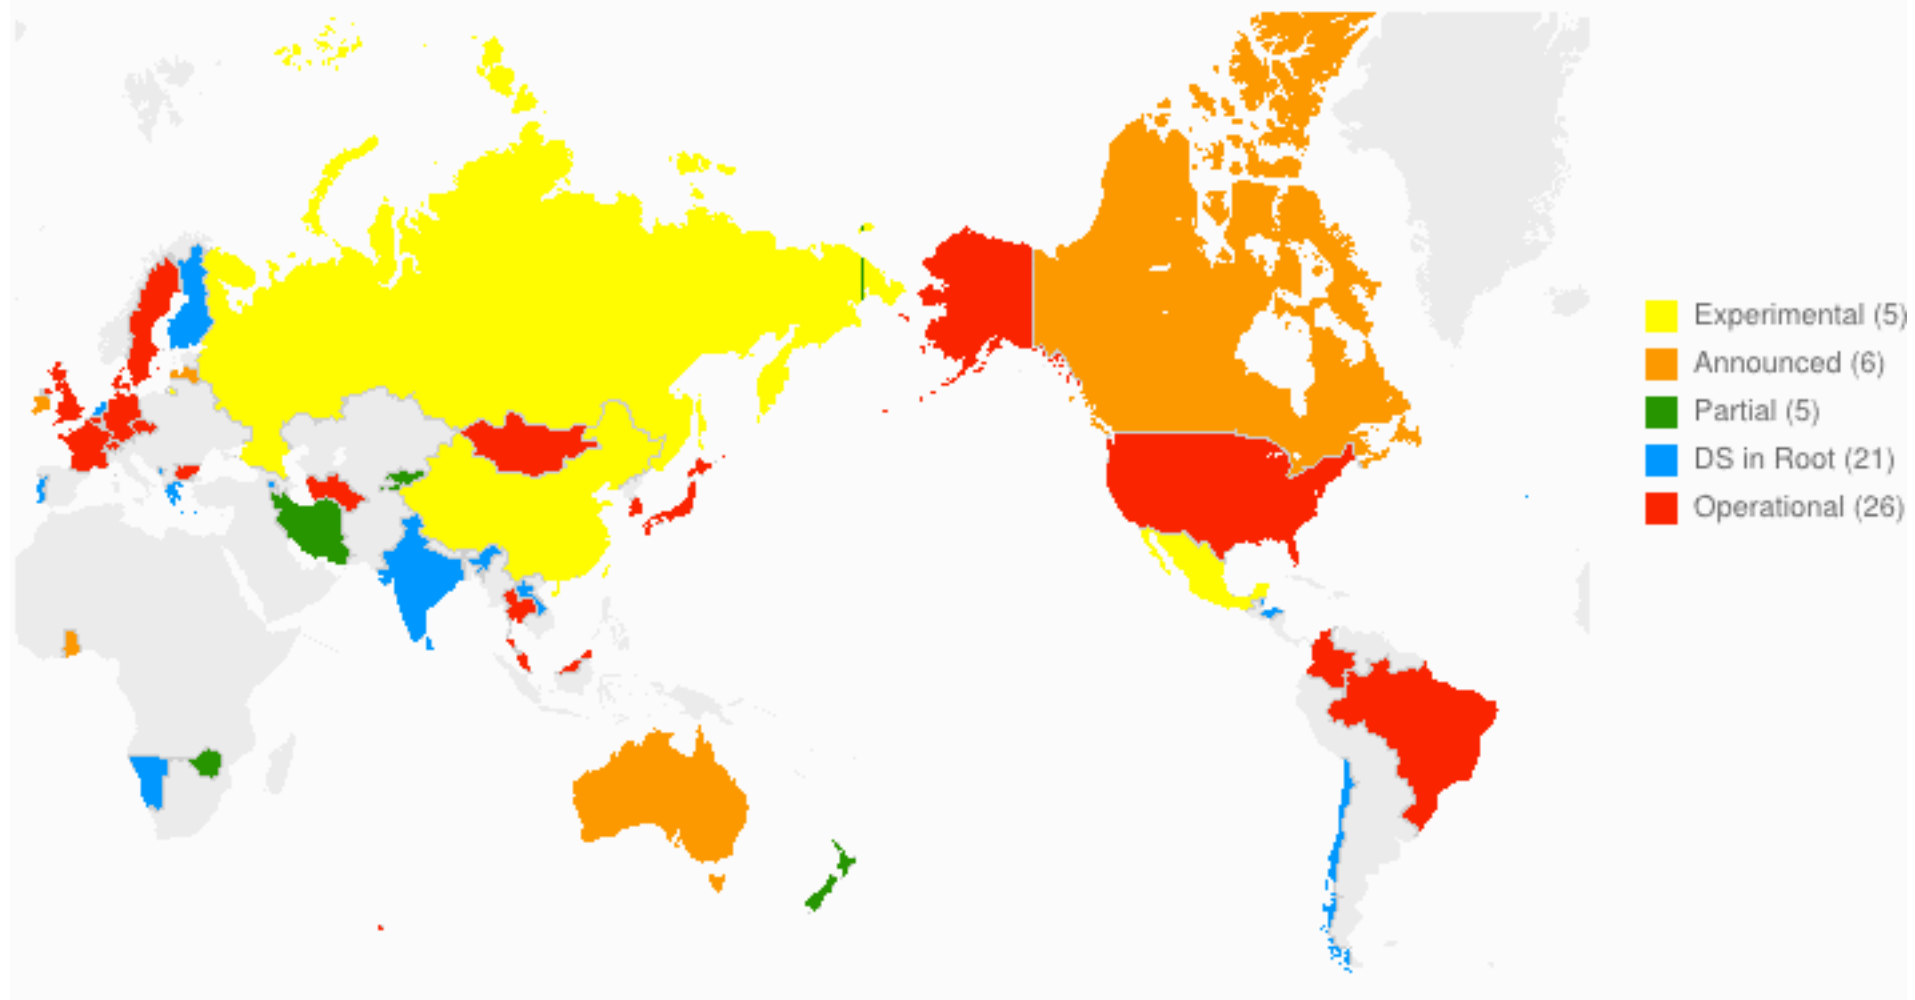 Experimental (5)
Announced (6)
Partial (5)
DS in Root (21)
Operational (26)